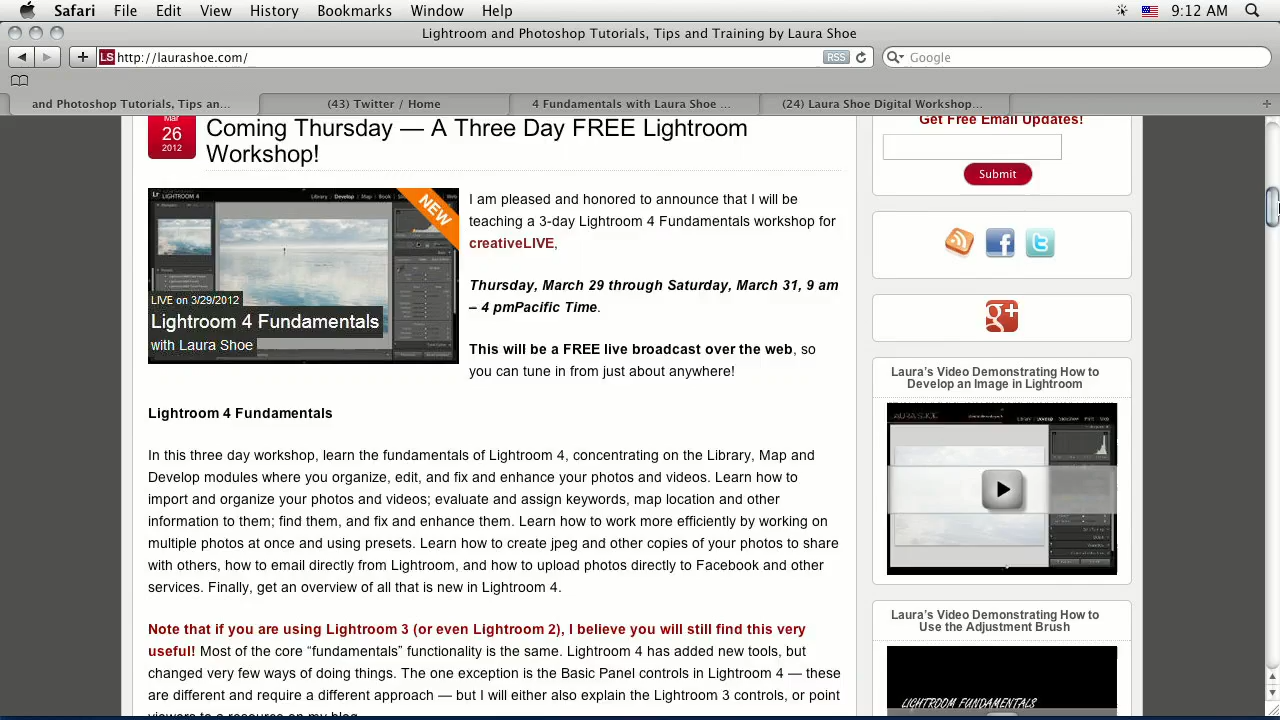 Safari File Edit View History Bookmarks Window Help 9:12 AM
Lightroom and Photoshop Tutorials, Tips and Training by Laura Shoe
LS http://laurashoe.com/ RSS Google
and Photoshop Tutorials, Tips an... (43) Twitter / Home 4 Fundamentals with Laura Shoe ... (24) Laura Shoe Digital Workshop...
Mar
26
2012
Coming Thursday — A Three Day FREE Lightroom
Workshop!
LIGHTROOM 4 Library Develop Map Book
NEW
LIVE on 3/29/2012
Lightroom 4 Fundamentals
with Laura Shoe
I am pleased and honored to announce that I will be
teaching a 3-day Lightroom 4 Fundamentals workshop for
creativeLIVE,
Thursday, March 29 through Saturday, March 31, 9 am
– 4 pmPacific Time.
This will be a FREE live broadcast over the web, so
you can tune in from just about anywhere!
Lightroom 4 Fundamentals
In this three day workshop, learn the fundamentals of Lightroom 4, concentrating on the Library, Map and
Develop modules where you organize, edit, and fix and enhance your photos and videos. Learn how to
import and organize your photos and videos; evaluate and assign keywords, map location and other
information to them; find them, and fix and enhance them. Learn how to work more efficiently by working on
multiple photos at once and using presets. Learn how to create jpeg and other copies of your photos to share
with others, how to email directly from Lightroom, and how to upload photos directly to Facebook and other
services. Finally, get an overview of all that is new in Lightroom 4.
Note that if you are using Lightroom 3 (or even Lightroom 2), I believe you will still find this very
useful! Most of the core “fundamentals” functionality is the same. Lightroom 4 has added new tools, but
changed very few ways of doing things. The one exception is the Basic Panel controls in Lightroom 4 — these
are different and require a different approach — but I will either also explain the Lightroom 3 controls, or point
viewers to a resource on my blog.
Get Free Email Updates!
Submit
Laura’s Video Demonstrating How to
Develop an Image in Lightroom
LAURA SHOE
Laura’s Video Demonstrating How to
Use the Adjustment Brush
LIGHTROOM FUNDAMENTALS